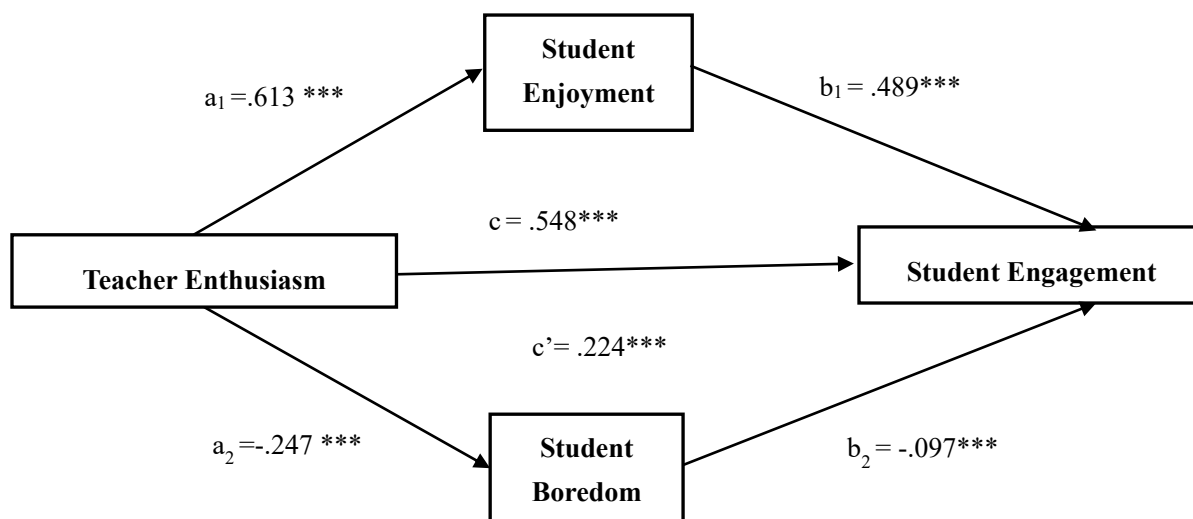 Student
Enjoyment
a₁ =.613 ***
b₁ = .489***
c = .548***
Teacher Enthusiasm
Student Engagement
c’= .224***
a₂ =-.247 ***
Student
Boredom
b₂ = -.097***